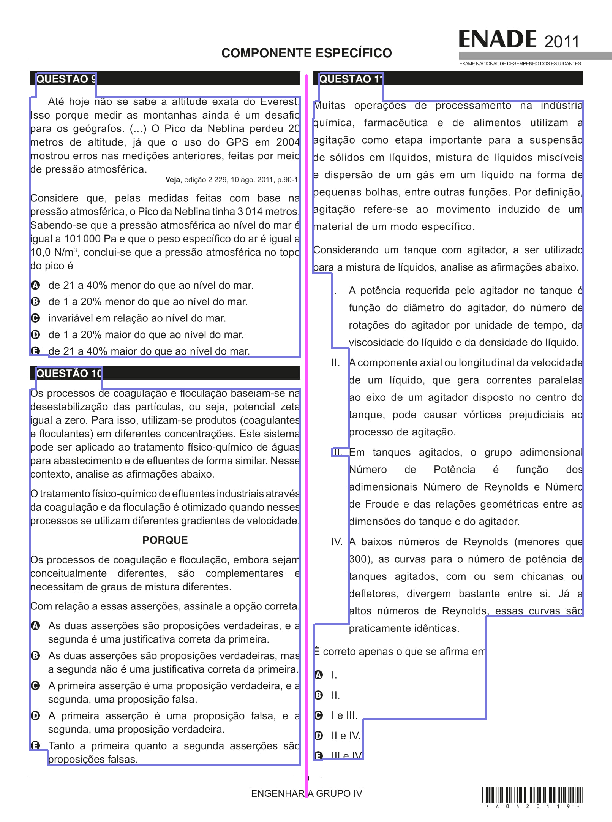 ENADE 2011
EXAME NACIONAL DE DESEMPENHO DOS ESTUDANTES
COMPONENTE ESPECÍFICO
QUESTÃO 9
Até hoje não se sabe a altitude exata do Everest.
Isso porque medir as montanhas ainda é um desafio
para os geógrafos. (...) O Pico da Neblina perdeu 20
metros de altitude, já que o uso do GPS em 2004
mostrou erros nas medições anteriores, feitas por meio
de pressão atmosférica.
Veja, edição 2 229, 10 ago. 2011, p.90-1.
Considere que, pelas medidas feitas com base na
pressão atmosférica, o Pico da Neblina tinha 3 014 metros.
Sabendo-se que a pressão atmosférica ao nível do mar é
igual a 101 000 Pa e que o peso específico do ar é igual a
10,0 N/m³, conclui-se que a pressão atmosférica no topo
do pico é
A de 21 a 40% menor do que ao nível do mar.
B de 1 a 20% menor do que ao nível do mar.
C invariável em relação ao nível do mar.
D de 1 a 20% maior do que ao nível do mar.
E de 21 a 40% maior do que ao nível do mar.
QUESTÃO 10
Os processos de coagulação e floculação baseiam-se na
desestabilização das partículas, ou seja, potencial zeta
igual a zero. Para isso, utilizam-se produtos (coagulantes
e floculantes) em diferentes concentrações. Este sistema
pode ser aplicado ao tratamento físico-químico de águas
para abastecimento e de efluentes de forma similar. Nesse
contexto, analise as afirmações abaixo.
O tratamento físico-químico de efluentes industriais através
da coagulação e da floculação é otimizado quando nesses
processos se utilizam diferentes gradientes de velocidade.
PORQUE
Os processos de coagulação e floculação, embora sejam
conceitualmente diferentes, são complementares e
necessitam de graus de mistura diferentes.
Com relação a essas asserções, assinale a opção correta.
A As duas asserções são proposições verdadeiras, e a
segunda é uma justificativa correta da primeira.
B As duas asserções são proposições verdadeiras, mas
a segunda não é uma justificativa correta da primeira.
C A primeira asserção é uma proposição verdadeira, e a
segunda, uma proposição falsa.
D A primeira asserção é uma proposição falsa, e a
segunda, uma proposição verdadeira.
E Tanto a primeira quanto a segunda asserções são
proposições falsas.
QUESTÃO 11
Muitas operações de processamento na indústria
química, farmacêutica e de alimentos utilizam a
agitação como etapa importante para a suspensão
de sólidos em líquidos, mistura de líquidos miscíveis
e dispersão de um gás em um líquido na forma de
pequenas bolhas, entre outras funções. Por definição,
agitação refere-se ao movimento induzido de um
material de um modo específico.
Considerando um tanque com agitador, a ser utilizado
para a mistura de líquidos, analise as afirmações abaixo.
I. A potência requerida pelo agitador no tanque é
função do diâmetro do agitador, do número de
rotações do agitador por unidade de tempo, da
viscosidade do líquido e da densidade do líquido.
II. A componente axial ou longitudinal da velocidade
de um líquido, que gera correntes paralelas
ao eixo de um agitador disposto no centro do
tanque, pode causar vórtices prejudiciais ao
processo de agitação.
III. Em tanques agitados, o grupo adimensional
Número de Potência é função dos
adimensionais Número de Reynolds e Número
de Froude e das relações geométricas entre as
dimensões do tanque e do agitador.
IV. A baixos números de Reynolds (menores que
300), as curvas para o número de potência de
tanques agitados, com ou sem chicanas ou
defletores, divergem bastante entre si. Já a
altos números de Reynolds, essas curvas são
praticamente idênticas.
É correto apenas o que se afirma em
A I.
B II.
C I e III.
D II e IV.
E III e IV.
ENGENHARIA GRUPO IV